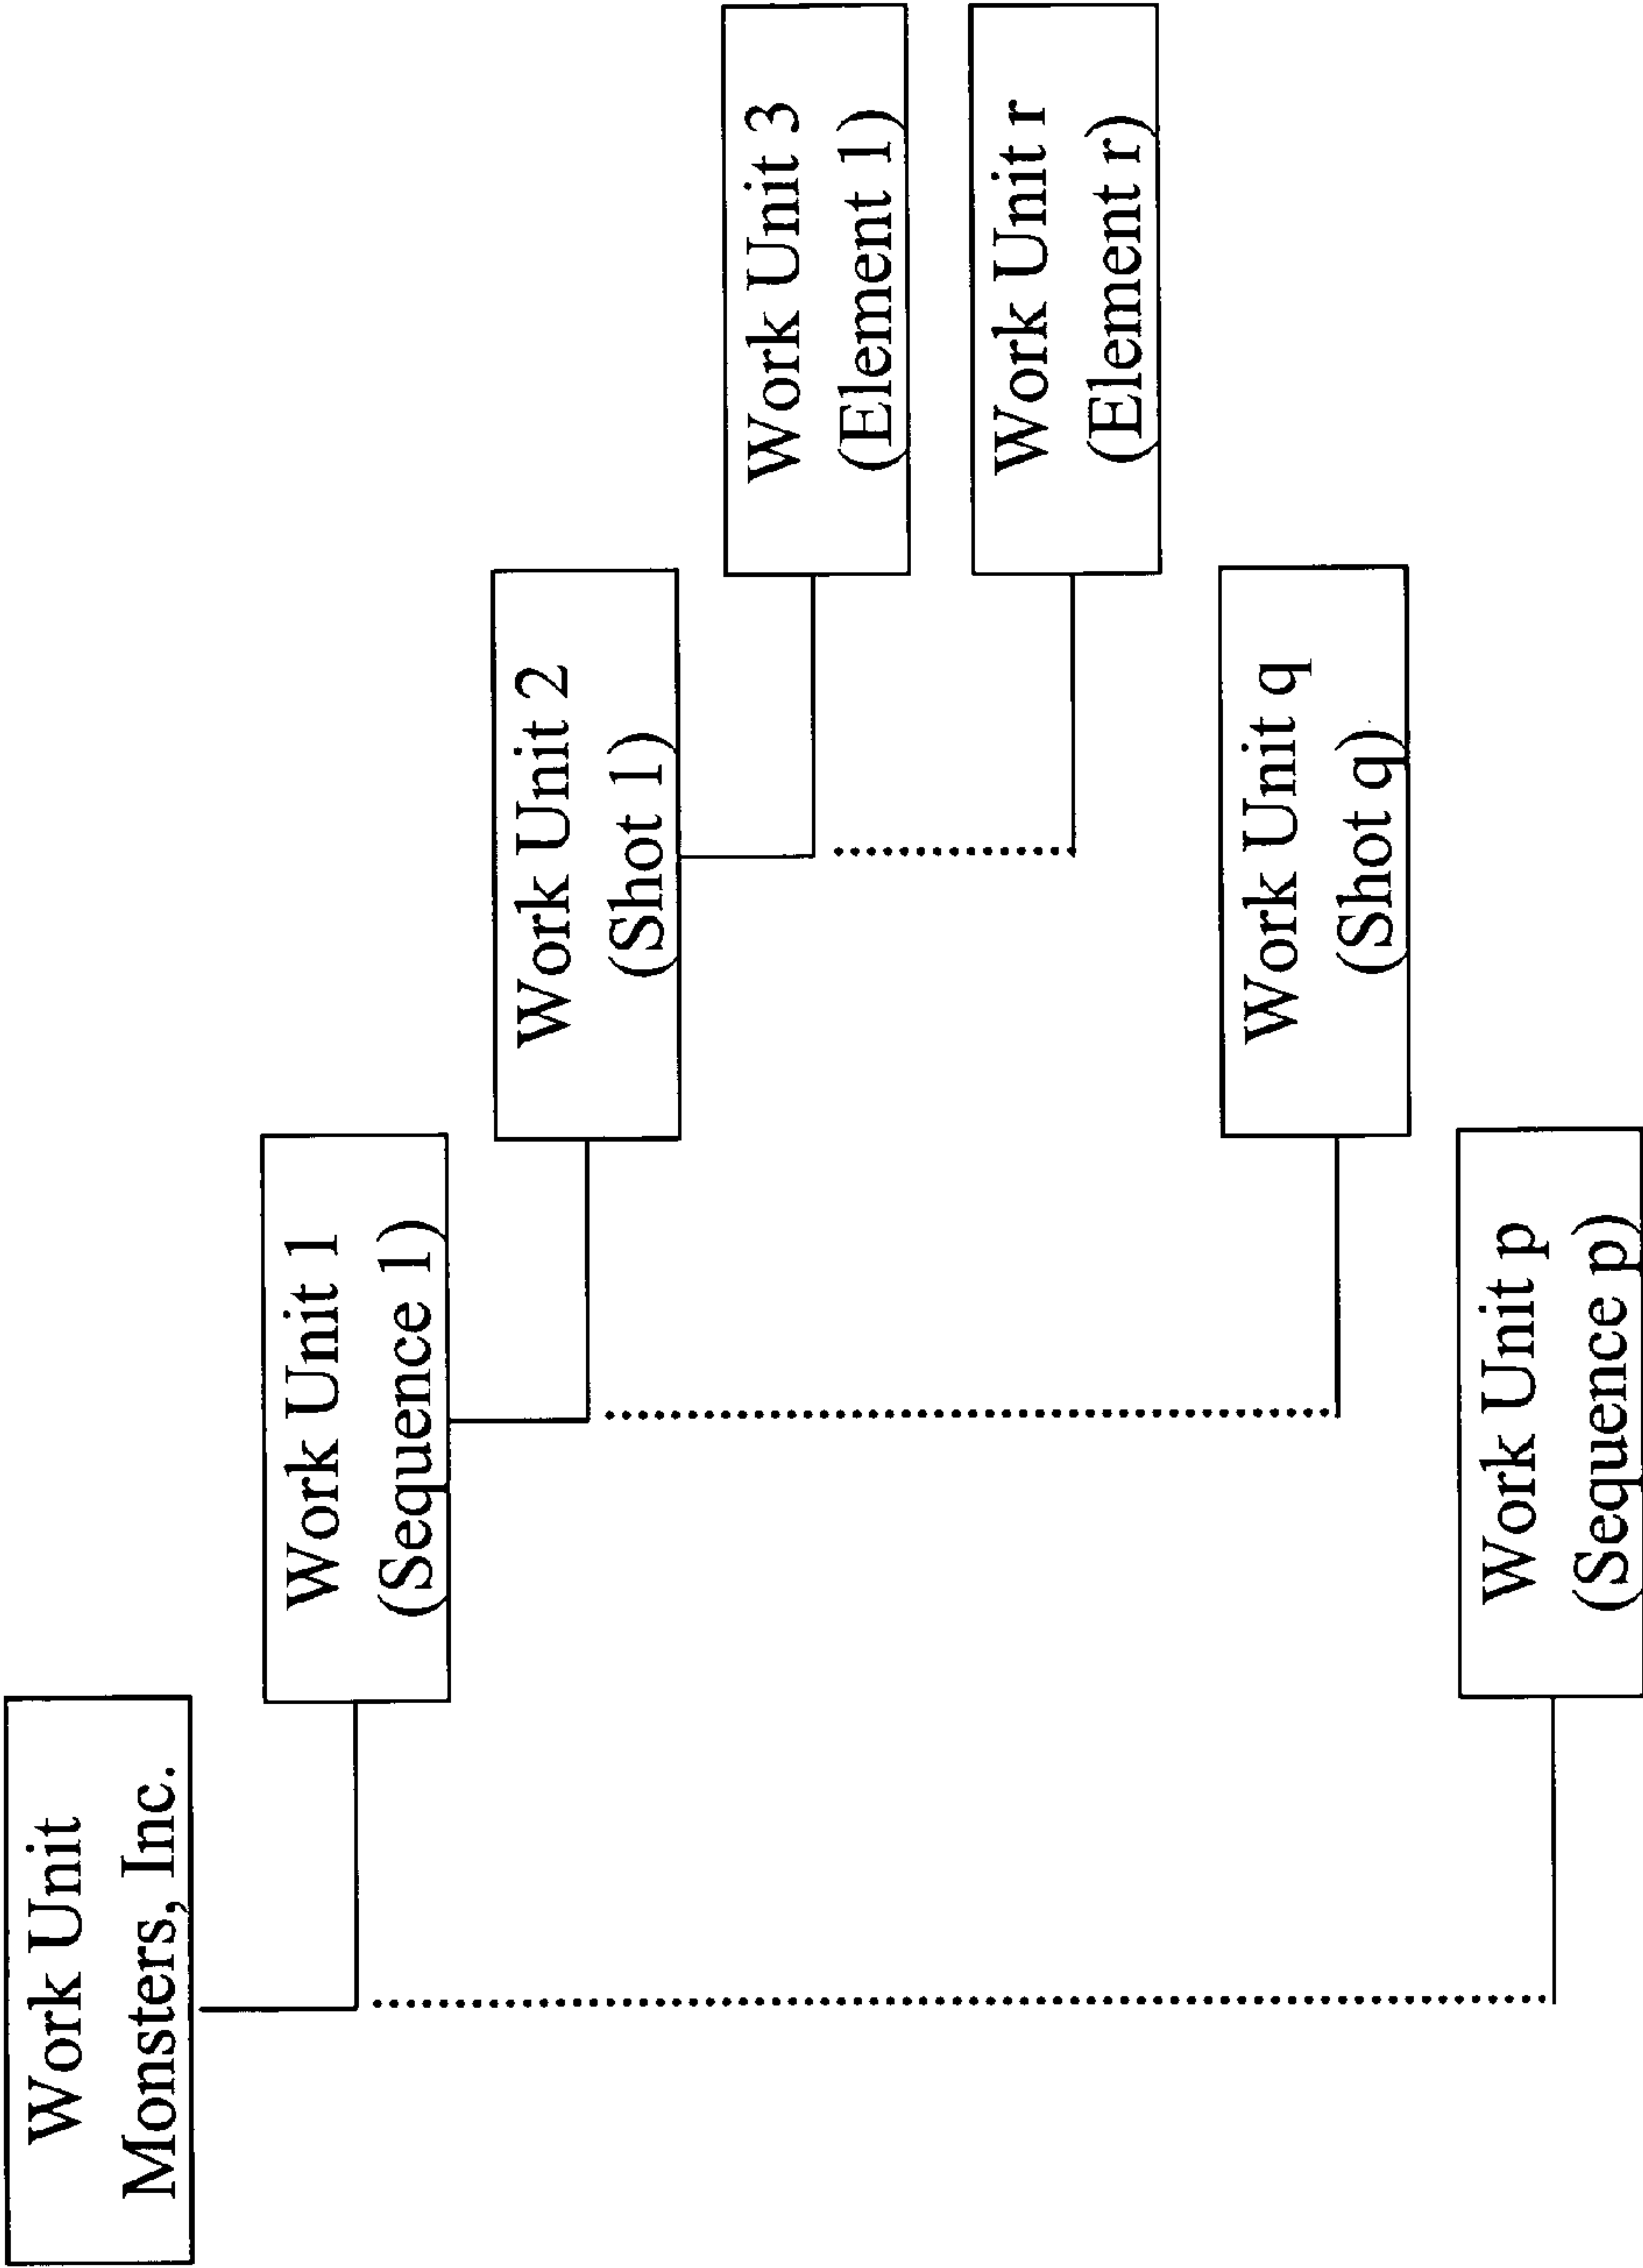 Work Unit
Monsters, Inc.
Work Unit 1
(Sequence 1)
Work Unit 2
(Shot 1)
Work Unit 3
(Element 1)
Work Unit r
(Element r)
Work Unit q
(Shot q)
Work Unit p
(Sequence p)